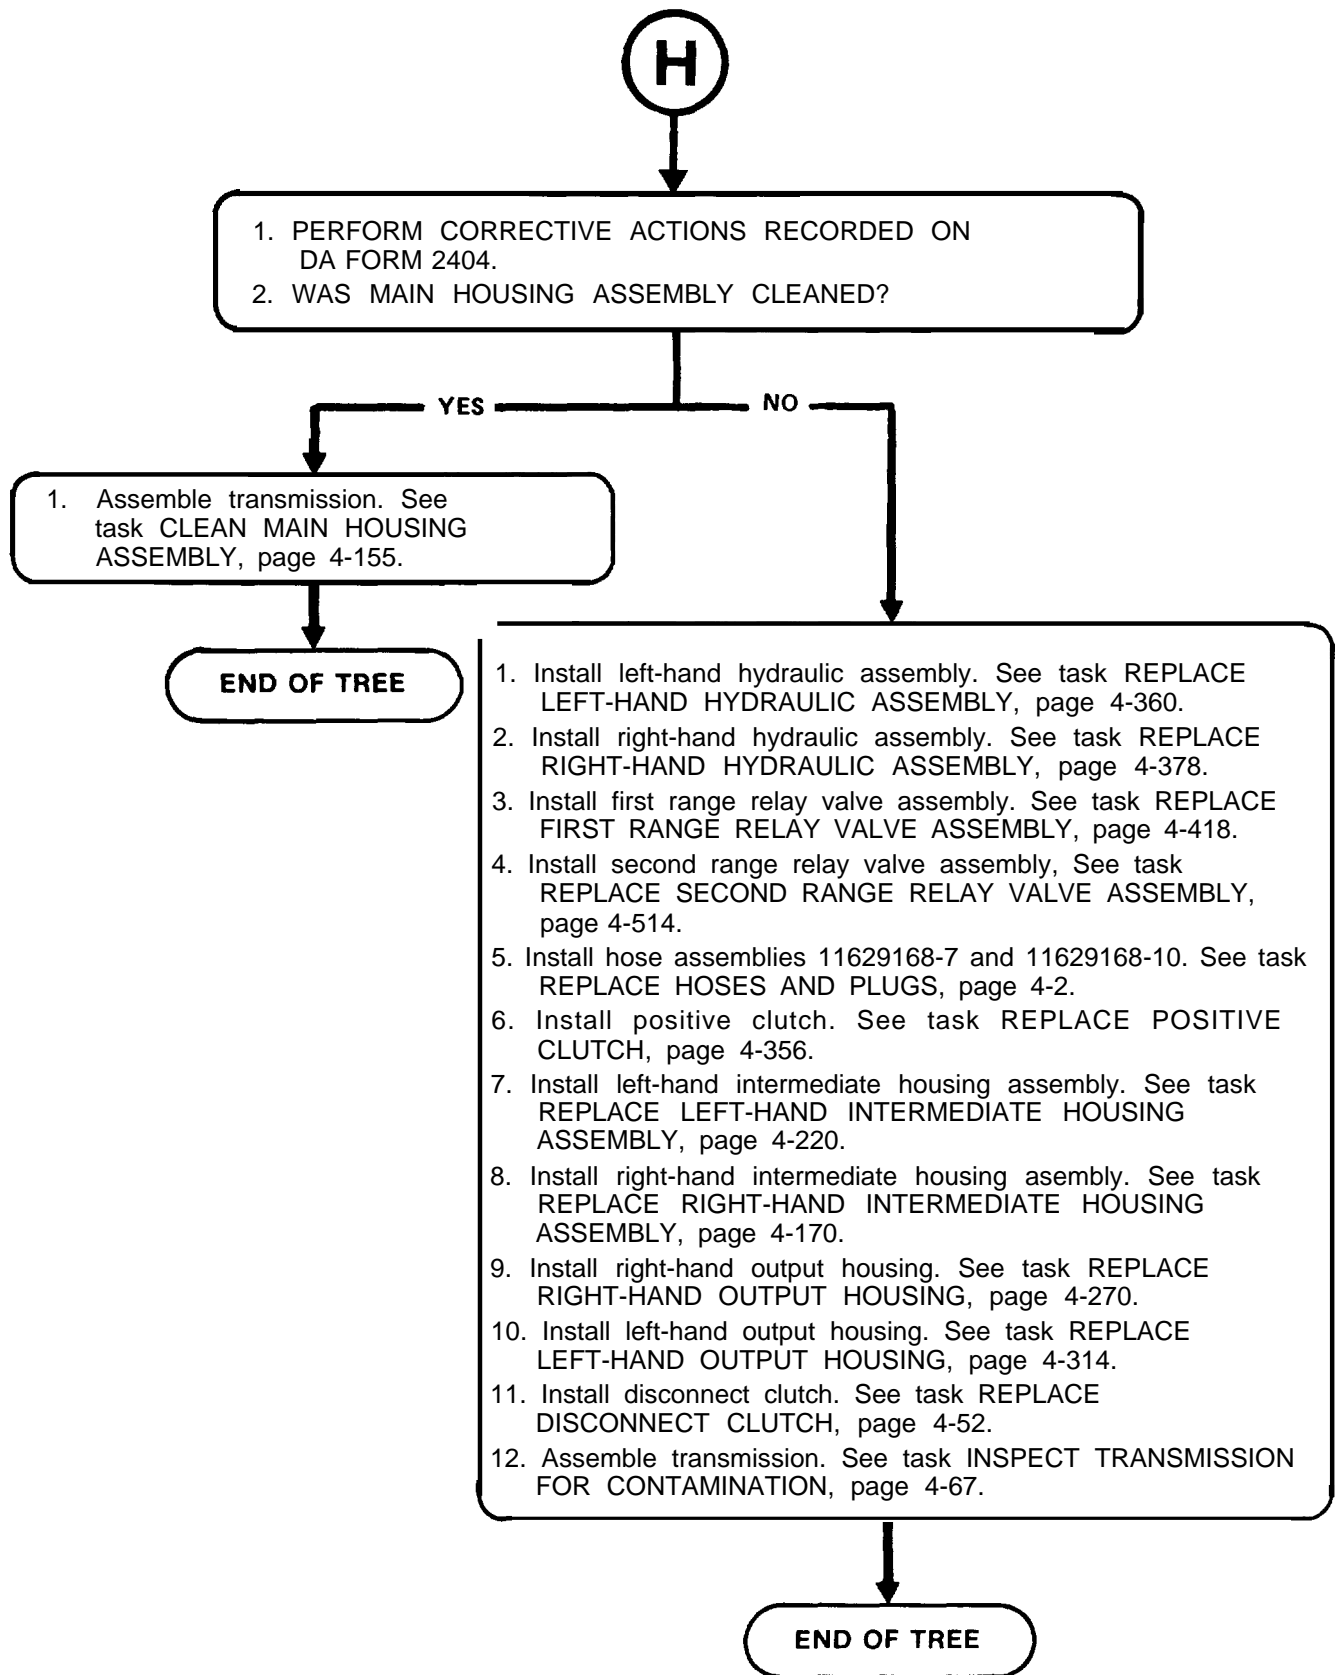 H
1. PERFORM CORRECTIVE ACTIONS RECORDED ON
DA FORM 2404.
2. WAS MAIN HOUSING ASSEMBLY CLEANED?
YES
NO
1. Assemble transmission. See
task CLEAN MAIN HOUSING
ASSEMBLY, page 4-155.
END OF TREE
1. Install left-hand hydraulic assembly. See task REPLACE
LEFT-HAND HYDRAULIC ASSEMBLY, page 4-360.
2. Install right-hand hydraulic assembly. See task REPLACE
RIGHT-HAND HYDRAULIC ASSEMBLY, page 4-378.
3. Install first range relay valve assembly. See task REPLACE
FIRST RANGE RELAY VALVE ASSEMBLY, page 4-418.
4. Install second range relay valve assembly, See task
REPLACE SECOND RANGE RELAY VALVE ASSEMBLY,
page 4-514.
5. Install hose assemblies 11629168-7 and 11629168-10. See task
REPLACE HOSES AND PLUGS, page 4-2.
6. Install positive clutch. See task REPLACE POSITIVE
CLUTCH, page 4-356.
7. Install left-hand intermediate housing assembly. See task
REPLACE LEFT-HAND INTERMEDIATE HOUSING
ASSEMBLY, page 4-220.
8. Install right-hand intermediate housing asembly. See task
REPLACE RIGHT-HAND INTERMEDIATE HOUSING
ASSEMBLY, page 4-170.
9. Install right-hand output housing. See task REPLACE
RIGHT-HAND OUTPUT HOUSING, page 4-270.
10. Install left-hand output housing. See task REPLACE
LEFT-HAND OUTPUT HOUSING, page 4-314.
11. Install disconnect clutch. See task REPLACE
DISCONNECT CLUTCH, page 4-52.
12. Assemble transmission. See task INSPECT TRANSMISSION
FOR CONTAMINATION, page 4-67.
END OF TREE